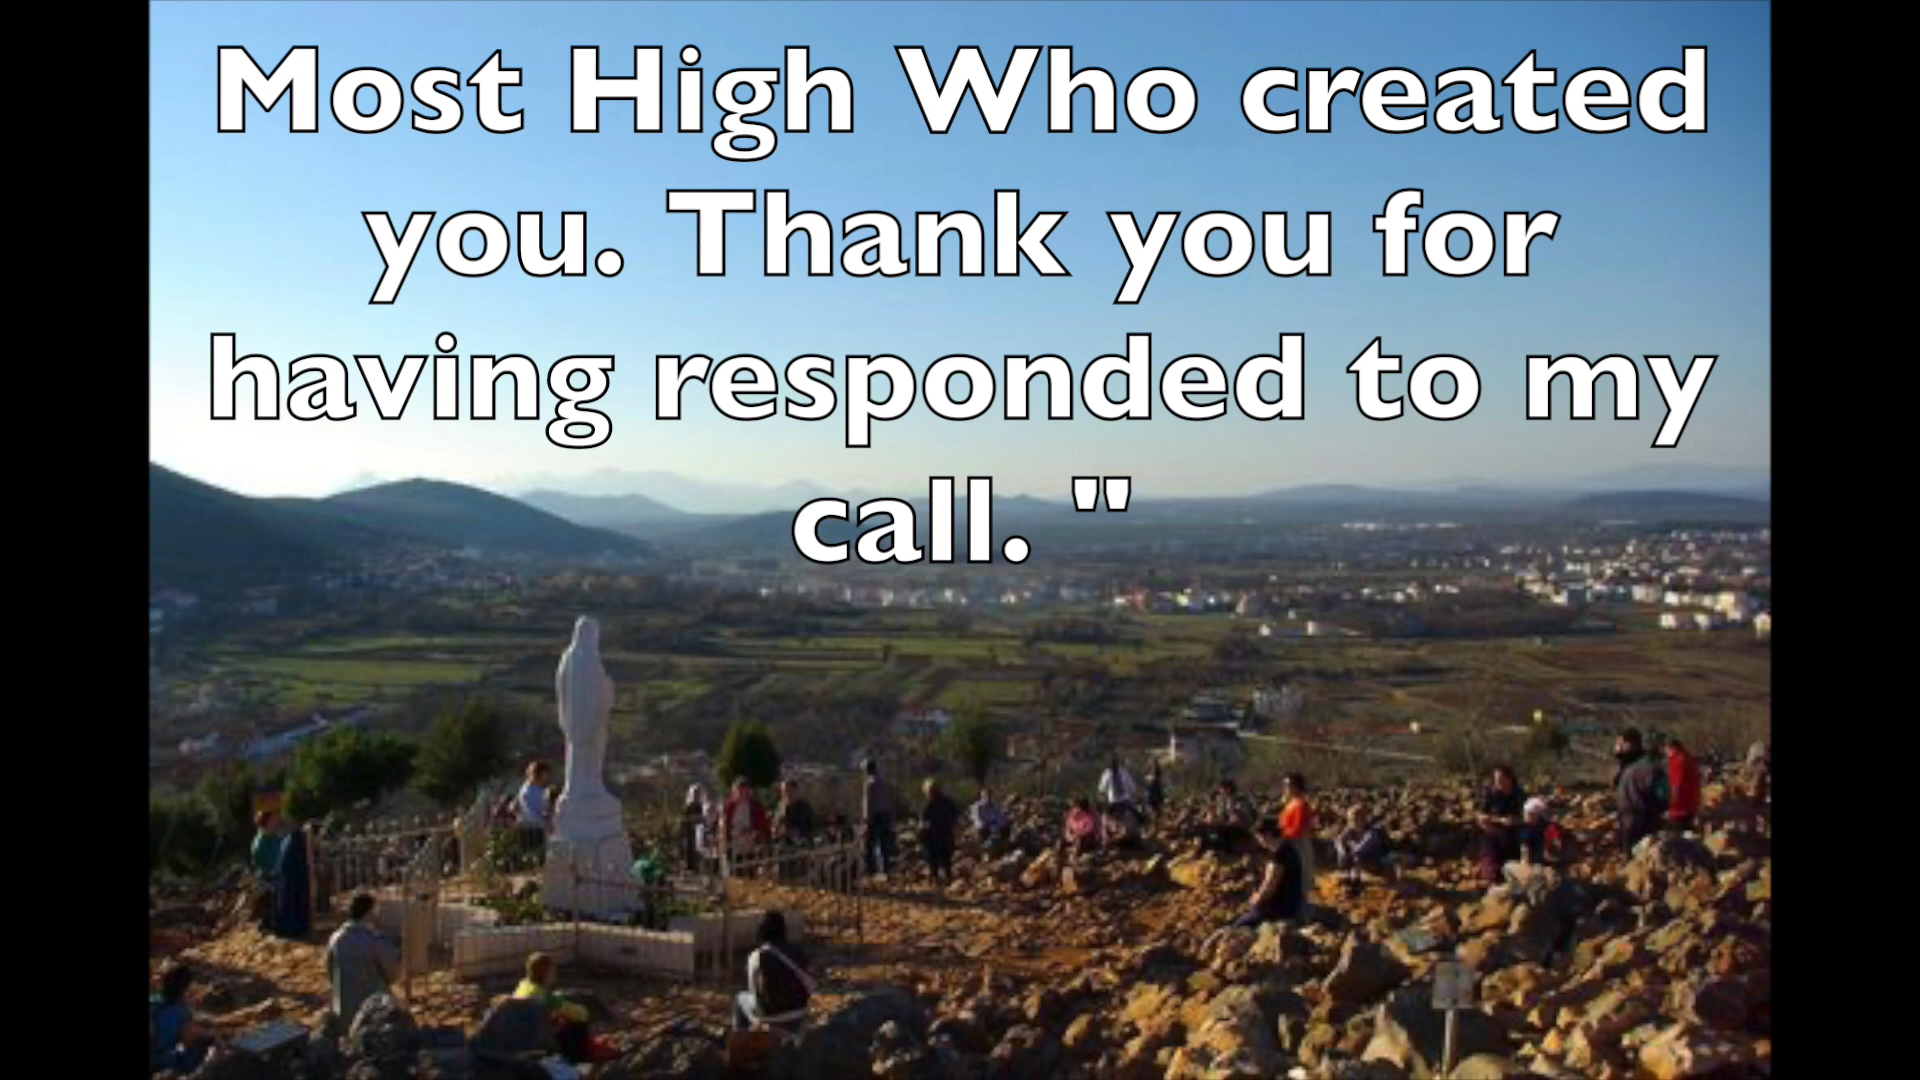 Most High Who created
you. Thank you for
having responded to my
call. "